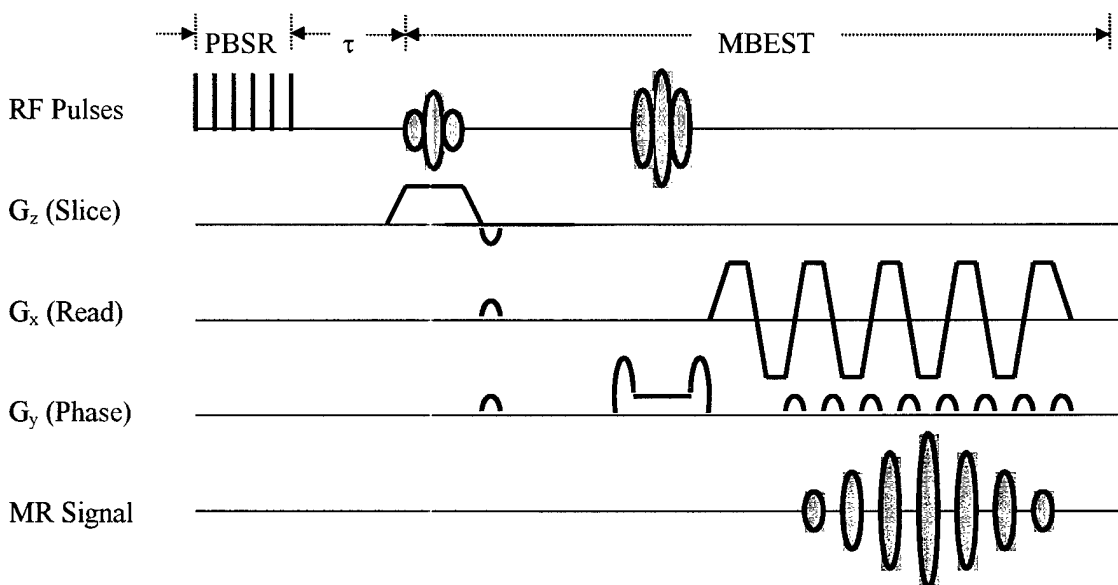 PBSR τ MBEST
RF Pulses
G_z (Slice)
G_x (Read)
G_y (Phase)
MR Signal